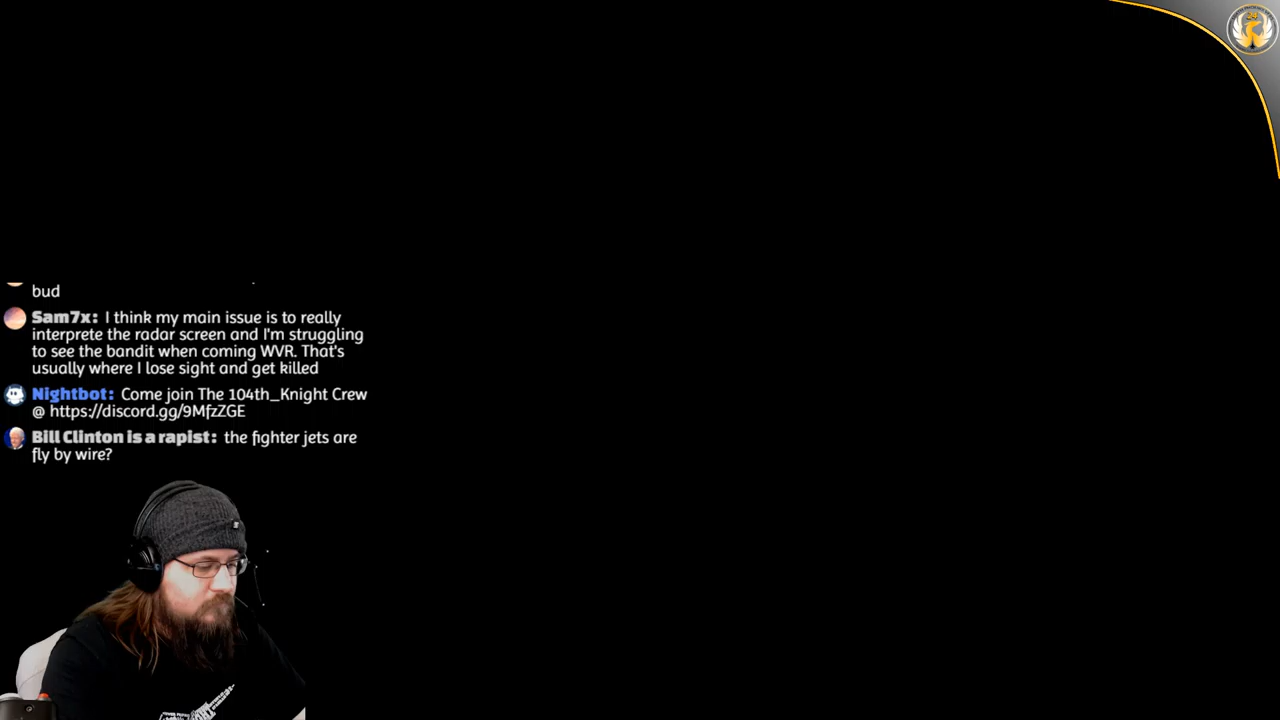 bud
Sam7x: I think my main issue is to really
interprete the radar screen and I'm struggling
to see the bandit when coming WVR. That's
usually where I lose sight and get killed
Nightbot: Come join The 104th_Knight Crew
@ https://discord.gg/9MfzZGE
Bill Clinton is a rapist: the fighter jets are
fly by wire?